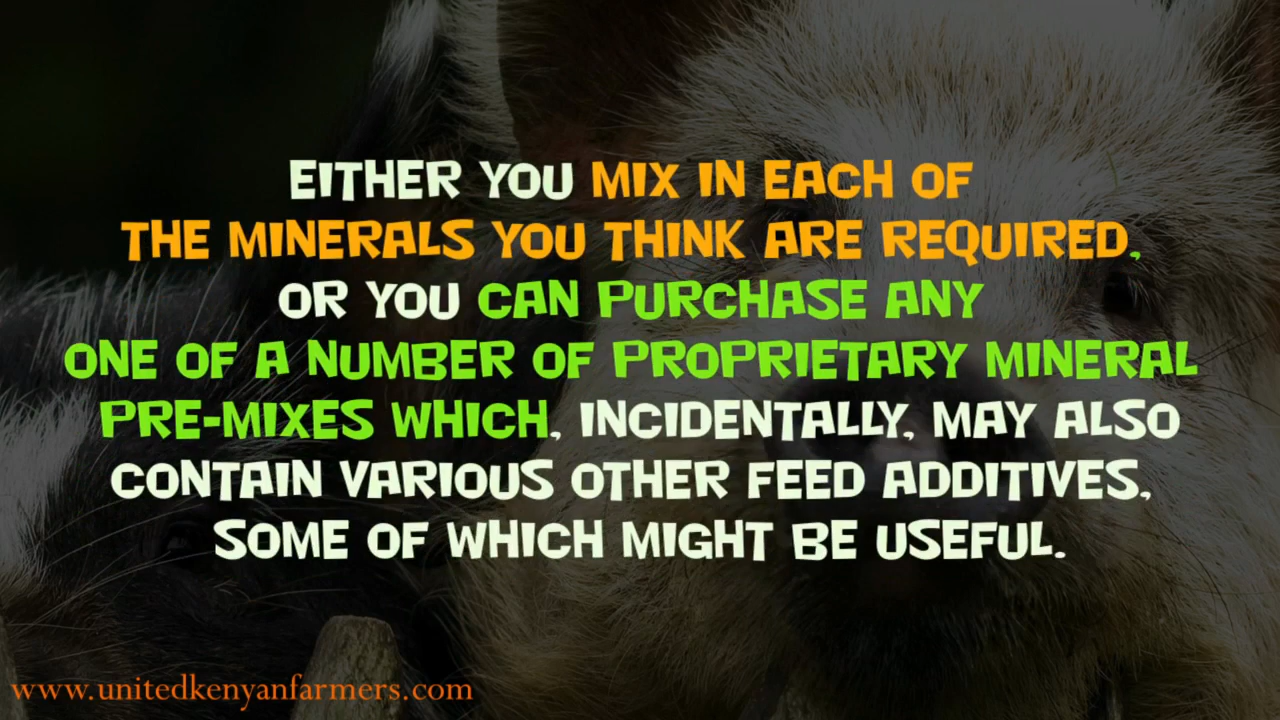 EITHER YOU MIX IN EACH OF
THE MINERALS YOU THINK ARE REQUIRED,
OR YOU CAN PURCHASE ANY
ONE OF A NUMBER OF PROPRIETARY MINERAL
PRE-MIXES WHICH, INCIDENTALLY, MAY ALSO
CONTAIN VARIOUS OTHER FEED ADDITIVES,
SOME OF WHICH MIGHT BE USEFUL.
www.unitedkenyanfarmers.com